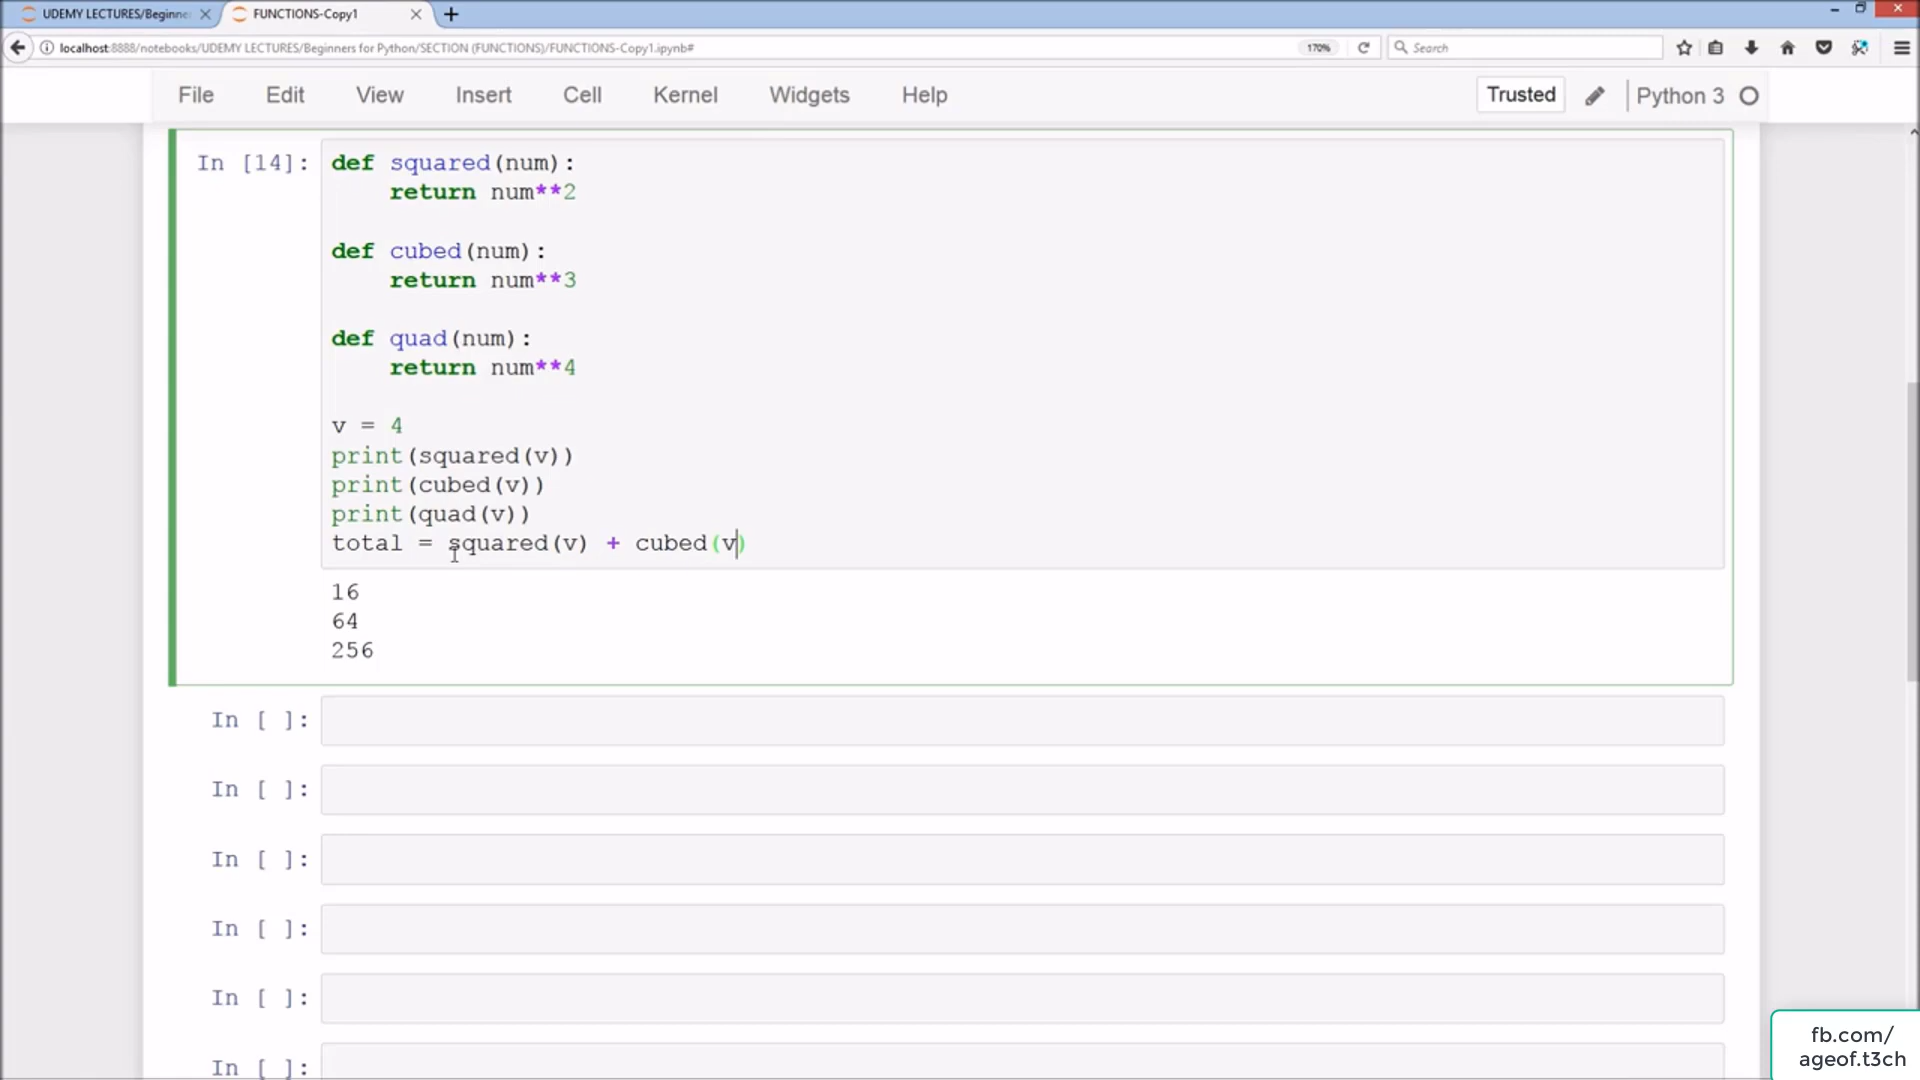 UDEMY LECTURES/Beginne
FUNCTIONS-Copy1
localhost:8888/notebooks/UDEMY LECTURES/Beginners for Python/SECTION (FUNCTIONS)/FUNCTIONS-Copy1.ipynb#
170%
Search
File Edit View Insert Cell Kernel Widgets Help
Trusted
Python 3
In [14]:
def squared(num):
    return num**2

def cubed(num):
    return num**3

def quad(num):
    return num**4

v = 4
print(squared(v))
print(cubed(v))
print(quad(v))
total = squared(v) + cubed(v)
16
64
256
In [ ]:
In [ ]:
In [ ]:
In [ ]:
In [ ]:
In [ ]:
fb.com/
ageof.t3ch